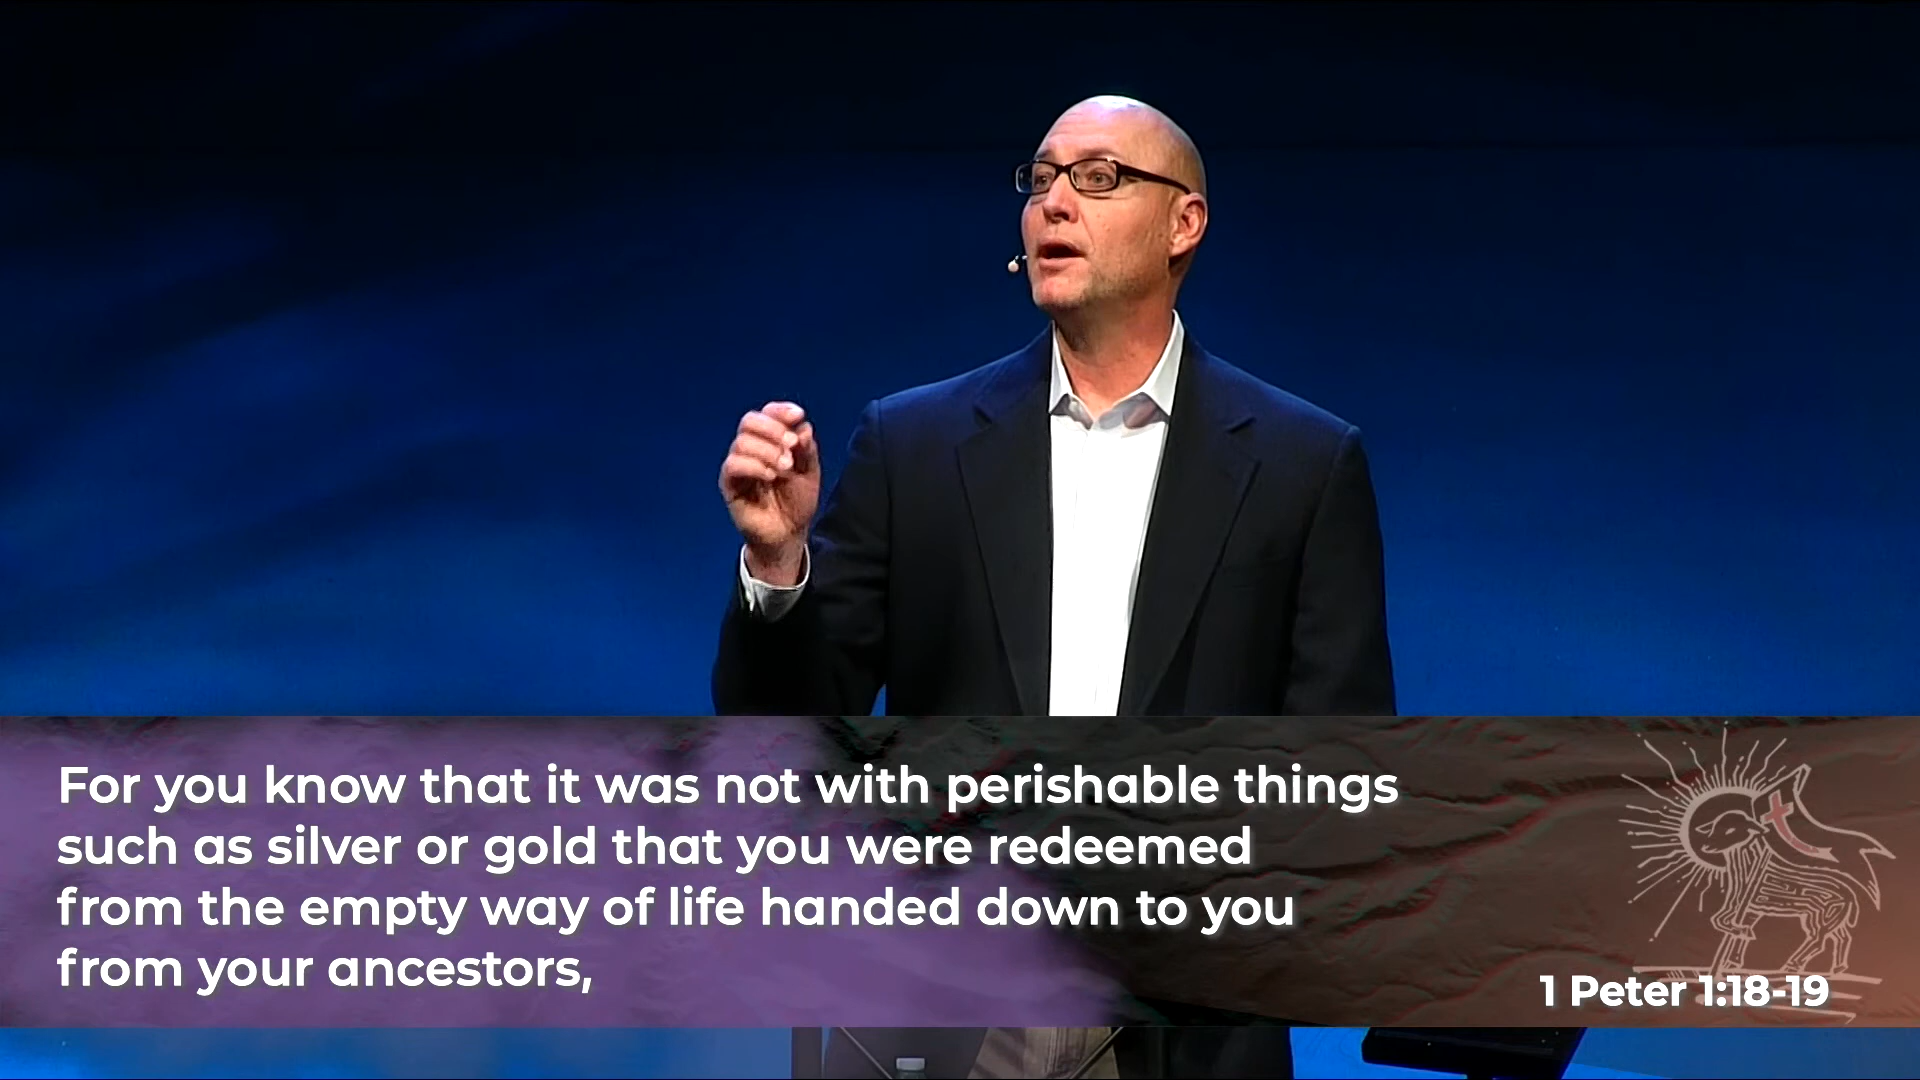 For you know that it was not with perishable things
such as silver or gold that you were redeemed
from the empty way of life handed down to you
from your ancestors,
1 Peter 1:18-19